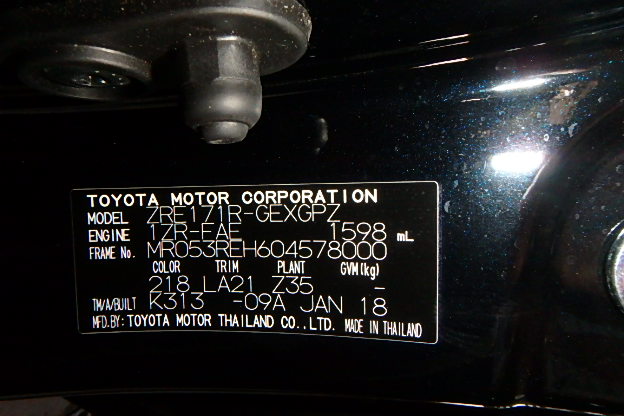 TOYOTA MOTOR CORPORATION
MODEL ZRE171R-GEXGPZ
ENGINE 1ZR-FAE 1598 mL
FRAME No. MR053REH604578000
COLOR TRIM PLANT GVM(kg)
218 LA21 Z35 -
TM/A/BUILT K313 -09A JAN 18
MFD.BY: TOYOTA MOTOR THAILAND CO.,LTD. MADE IN THAILAND